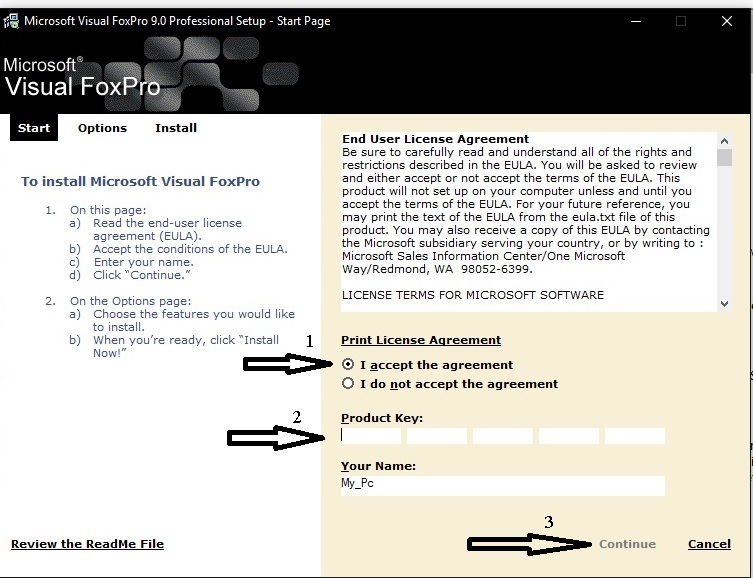 Microsoft Visual FoxPro 9.0 Professional Setup - Start Page
Microsoft®
Visual FoxPro
Start Options Install
To install Microsoft Visual FoxPro
1. On this page:
a) Read the end-user license
agreement (EULA).
b) Accept the conditions of the EULA.
c) Enter your name.
d) Click “Continue.”
2. On the Options page:
a) Choose the features you would like
to install.
b) When you’re ready, click “Install
Now!”
Review the ReadMe File
End User License Agreement
Be sure to carefully read and understand all of the rights and
restrictions described in the EULA. You will be asked to review
and either accept or not accept the terms of the EULA. This
product will not set up on your computer unless and until you
accept the terms of the EULA. For your future reference, you
may print the text of the EULA from the eula.txt file of this
product. You may also receive a copy of this EULA by contacting
the Microsoft subsidiary serving your country, or by writing to :
Microsoft Sales Information Center/One Microsoft
Way/Redmond, WA 98052-6399.
LICENSE TERMS FOR MICROSOFT SOFTWARE
Print License Agreement
1
I accept the agreement
I do not accept the agreement
Product Key:
2
Your Name:
My_Pc
3
Continue Cancel